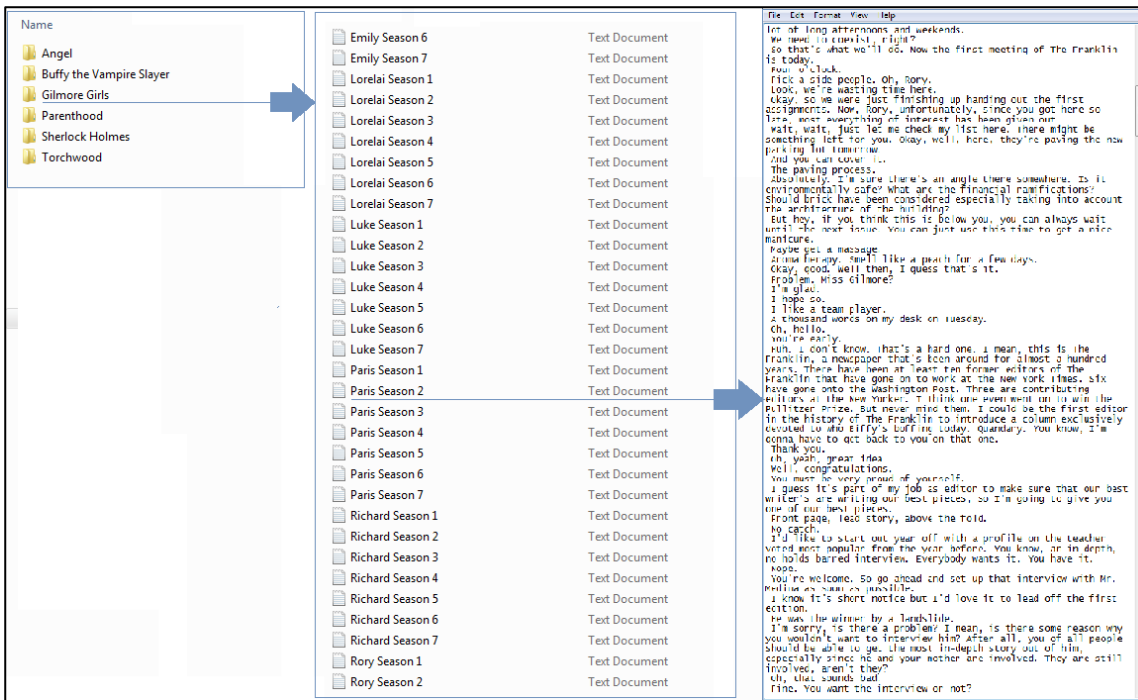 Name
Angel
Buffy the Vampire Slayer
Gilmore Girls
Parenthood
Sherlock Holmes
Torchwood
Emily Season 6 Text Document
Emily Season 7 Text Document
Lorelai Season 1 Text Document
Lorelai Season 2 Text Document
Lorelai Season 3 Text Document
Lorelai Season 4 Text Document
Lorelai Season 5 Text Document
Lorelai Season 6 Text Document
Lorelei Season 7 Text Document
Luke Season 1 Text Document
Luke Season 2 Text Document
Luke Season 3 Text Document
Luke Season 4 Text Document
Luke Season 5 Text Document
Luke Season 6 Text Document
Luke Season 7 Text Document
Paris Season 1 Text Document
Paris Season 2 Text Document
Paris Season 3 Text Document
Paris Season 4 Text Document
Paris Season 5 Text Document
Paris Season 6 Text Document
Paris Season 7 Text Document
Richard Season 1 Text Document
Richard Season 2 Text Document
Richard Season 3 Text Document
Richard Season 4 Text Document
Richard Season 5 Text Document
Richard Season 6 Text Document
Richard Season 7 Text Document
Rory Season 1 Text Document
Rory Season 2 Text Document
File Edit Format View Help
lot of long afternoons and weekends.
We need to coexist, right?
So that's what we'll do. Now the first meeting of The Franklin
is today.
Four o'clock.
Pick a side people. Oh, Rory.
Look, we're wasting time here.
Okay, so we were just finishing up handing out the first
assignments. Now, Rory, unfortunately, since you got here so
late, most everything of interest has been given out.
Wait, wait, just let me check my list here. There might be
something left for you. Okay, well, here, they're paving the new
parking lot tomorrow
And you can cover it.
The paving process.
Absolutely. I'm sure there's an angle there somewhere. Is it
environmentally safe? What are the financial ramifications?
Should brick have been considered especially taking into account
the architecture of the building?
But hey, if you think this is below you, you can always wait
until the next issue. You can just use this time to get a nice
manicure.
Maybe get a massage
Aroma therapy. Smell like a peach for a few days.
Okay, good. Well then, I guess that's it.
Problem, Miss Gilmore?
I'm glad.
I hope so.
I like a team player.
A thousand words on my desk on Tuesday.
Oh, hello.
You're early.
Huh. I don't know. That's a hard one. I mean, this is The
Franklin, a newspaper that's been around for almost a hundred
years. There have been at least ten former editors of The
Franklin that have gone on to work at the New York Times. Six
have gone onto the Washington Post. Three are contributing
editors at the New Yorker. I think one even went on to win the
Pullitzer Prize. But never mind them. I could be the first editor
in the history of The Franklin to introduce a column exclusively
devoted to who Biffy's boffing today. Quandary. You know, I'm
gonna have to get back to you on that one.
Thank you.
Oh, yeah, great idea
Well, congratulations.
You must be very proud of yourself.
I guess it's part of my job as editor to make sure that our best
writer's are writing our best pieces, so I'm going to give you
one of our best pieces.
Front page, lead story, above the fold.
No catch.
I'd like to start out year off with a profile on the teacher
voted most popular from the year before. You know, an in depth,
no holds barred interview. Everybody wants it. You have it.
Nope.
You're welcome. So go ahead and set up that interview with Mr.
Medina as soon as possible.
I know it's short notice but I'd love it to lead off the first
edition.
He was the winner by a landslide.
I'm sorry, is there a problem? I mean, is there some reason why
you wouldn't want to interview him? After all, you of all people
should be able to get the most in-depth story out of him,
especially since he and your mother are involved. They are still
involved, aren't they?
Oh, that sounds bad
Fine. You want the interview or not?